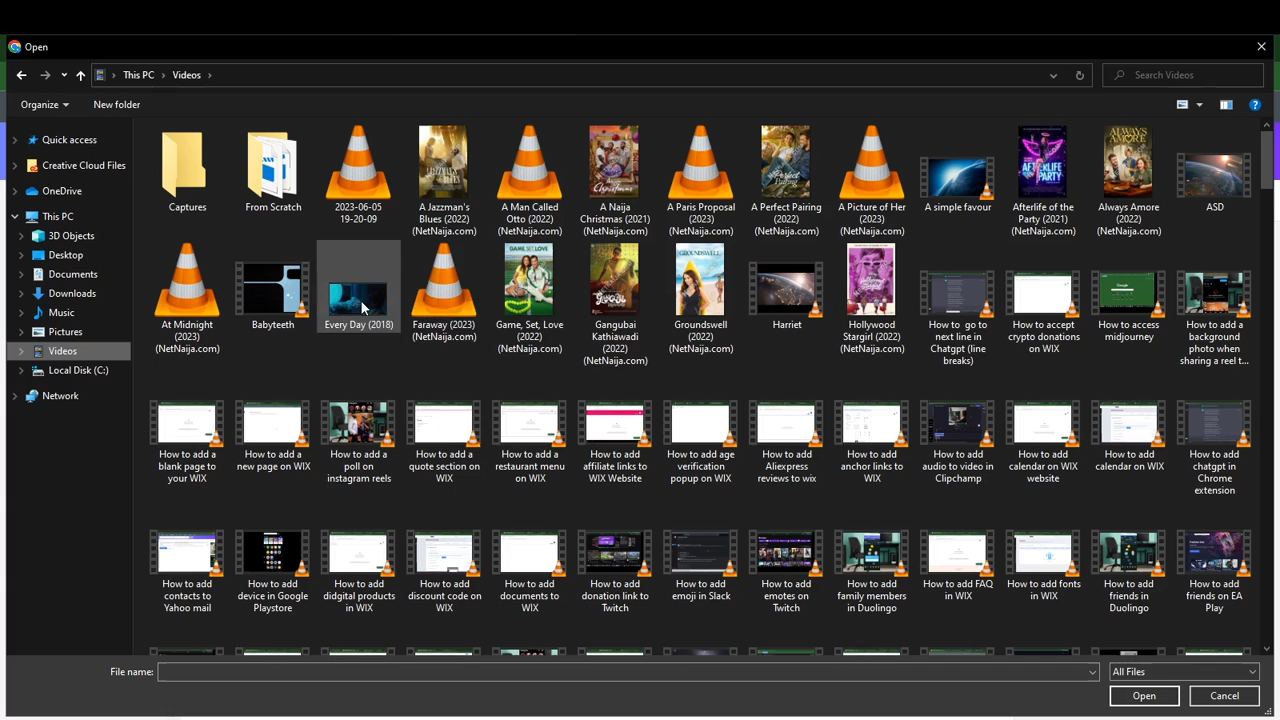 Open
This PC
Videos
Search Videos
Organize
New folder
Quick access
Creative Cloud Files
OneDrive
This PC
3D Objects
Desktop
Documents
Downloads
Music
Pictures
Videos
Local Disk (C:)
Network
Captures
From Scratch
2023-06-05
19-20-09
A Jazzman's
Blues (2022)
(NetNaija.com)
A Man Called
Otto (2022)
(NetNaija.com)
A Naija
Christmas (2021)
(NetNaija.com)
A Paris Proposal
(2023)
(NetNaija.com)
A Perfect Pairing
(2022)
(NetNaija.com)
A Picture of Her
(2023)
(NetNaija.com)
A simple favour
Afterlife of the
Party (2021)
(NetNaija.com)
Always Amore
(2022)
(NetNaija.com)
ASD
At Midnight
(2023)
(NetNaija.com)
Babyteeth
Every Day (2018)
Faraway (2023)
(NetNaija.com)
Game, Set, Love
(2022)
(NetNaija.com)
Gangubai
Kathiawadi
(2022)
(NetNaija.com)
Groundswell
(2022)
(NetNaija.com)
Harriet
Hollywood
Stargirl (2022)
(NetNaija.com)
How to go to
next line in
Chatgpt (line
breaks)
How to accept
crypto donations
on WIX
How to access
midjourney
How to add a
background
photo when
sharing a reel t...
How to add a
blank page to
your WIX
How to add a
new page on WIX
How to add a
poll on
instagram reels
How to add a
quote section on
WIX
How to add a
restaurant menu
on WIX
How to add
affiliate links to
WIX Website
How to add age
verification
popup on WIX
How to add
Aliexpress
reviews to wix
How to add
anchor links to
WIX
How to add
audio to video in
Clipchamp
How to add
calendar on WIX
website
How to add
calendar on WIX
How to add
chatgpt in
Chrome
extension
How to add
contacts to
Yahoo mail
How to add
device in Google
Playstore
How to add
didgital products
in WIX
How to add
discount code on
WIX
How to add
documents to
WIX
How to add
donation link to
Twitch
How to add
emoji in Slack
How to add
emotes on
Twitch
How to add
family members
in Duolingo
How to add FAQ
in WIX
How to add fonts
in WIX
How to add
friends in
Duolingo
How to add
friends on EA
Play
File name:
All Files
Open
Cancel